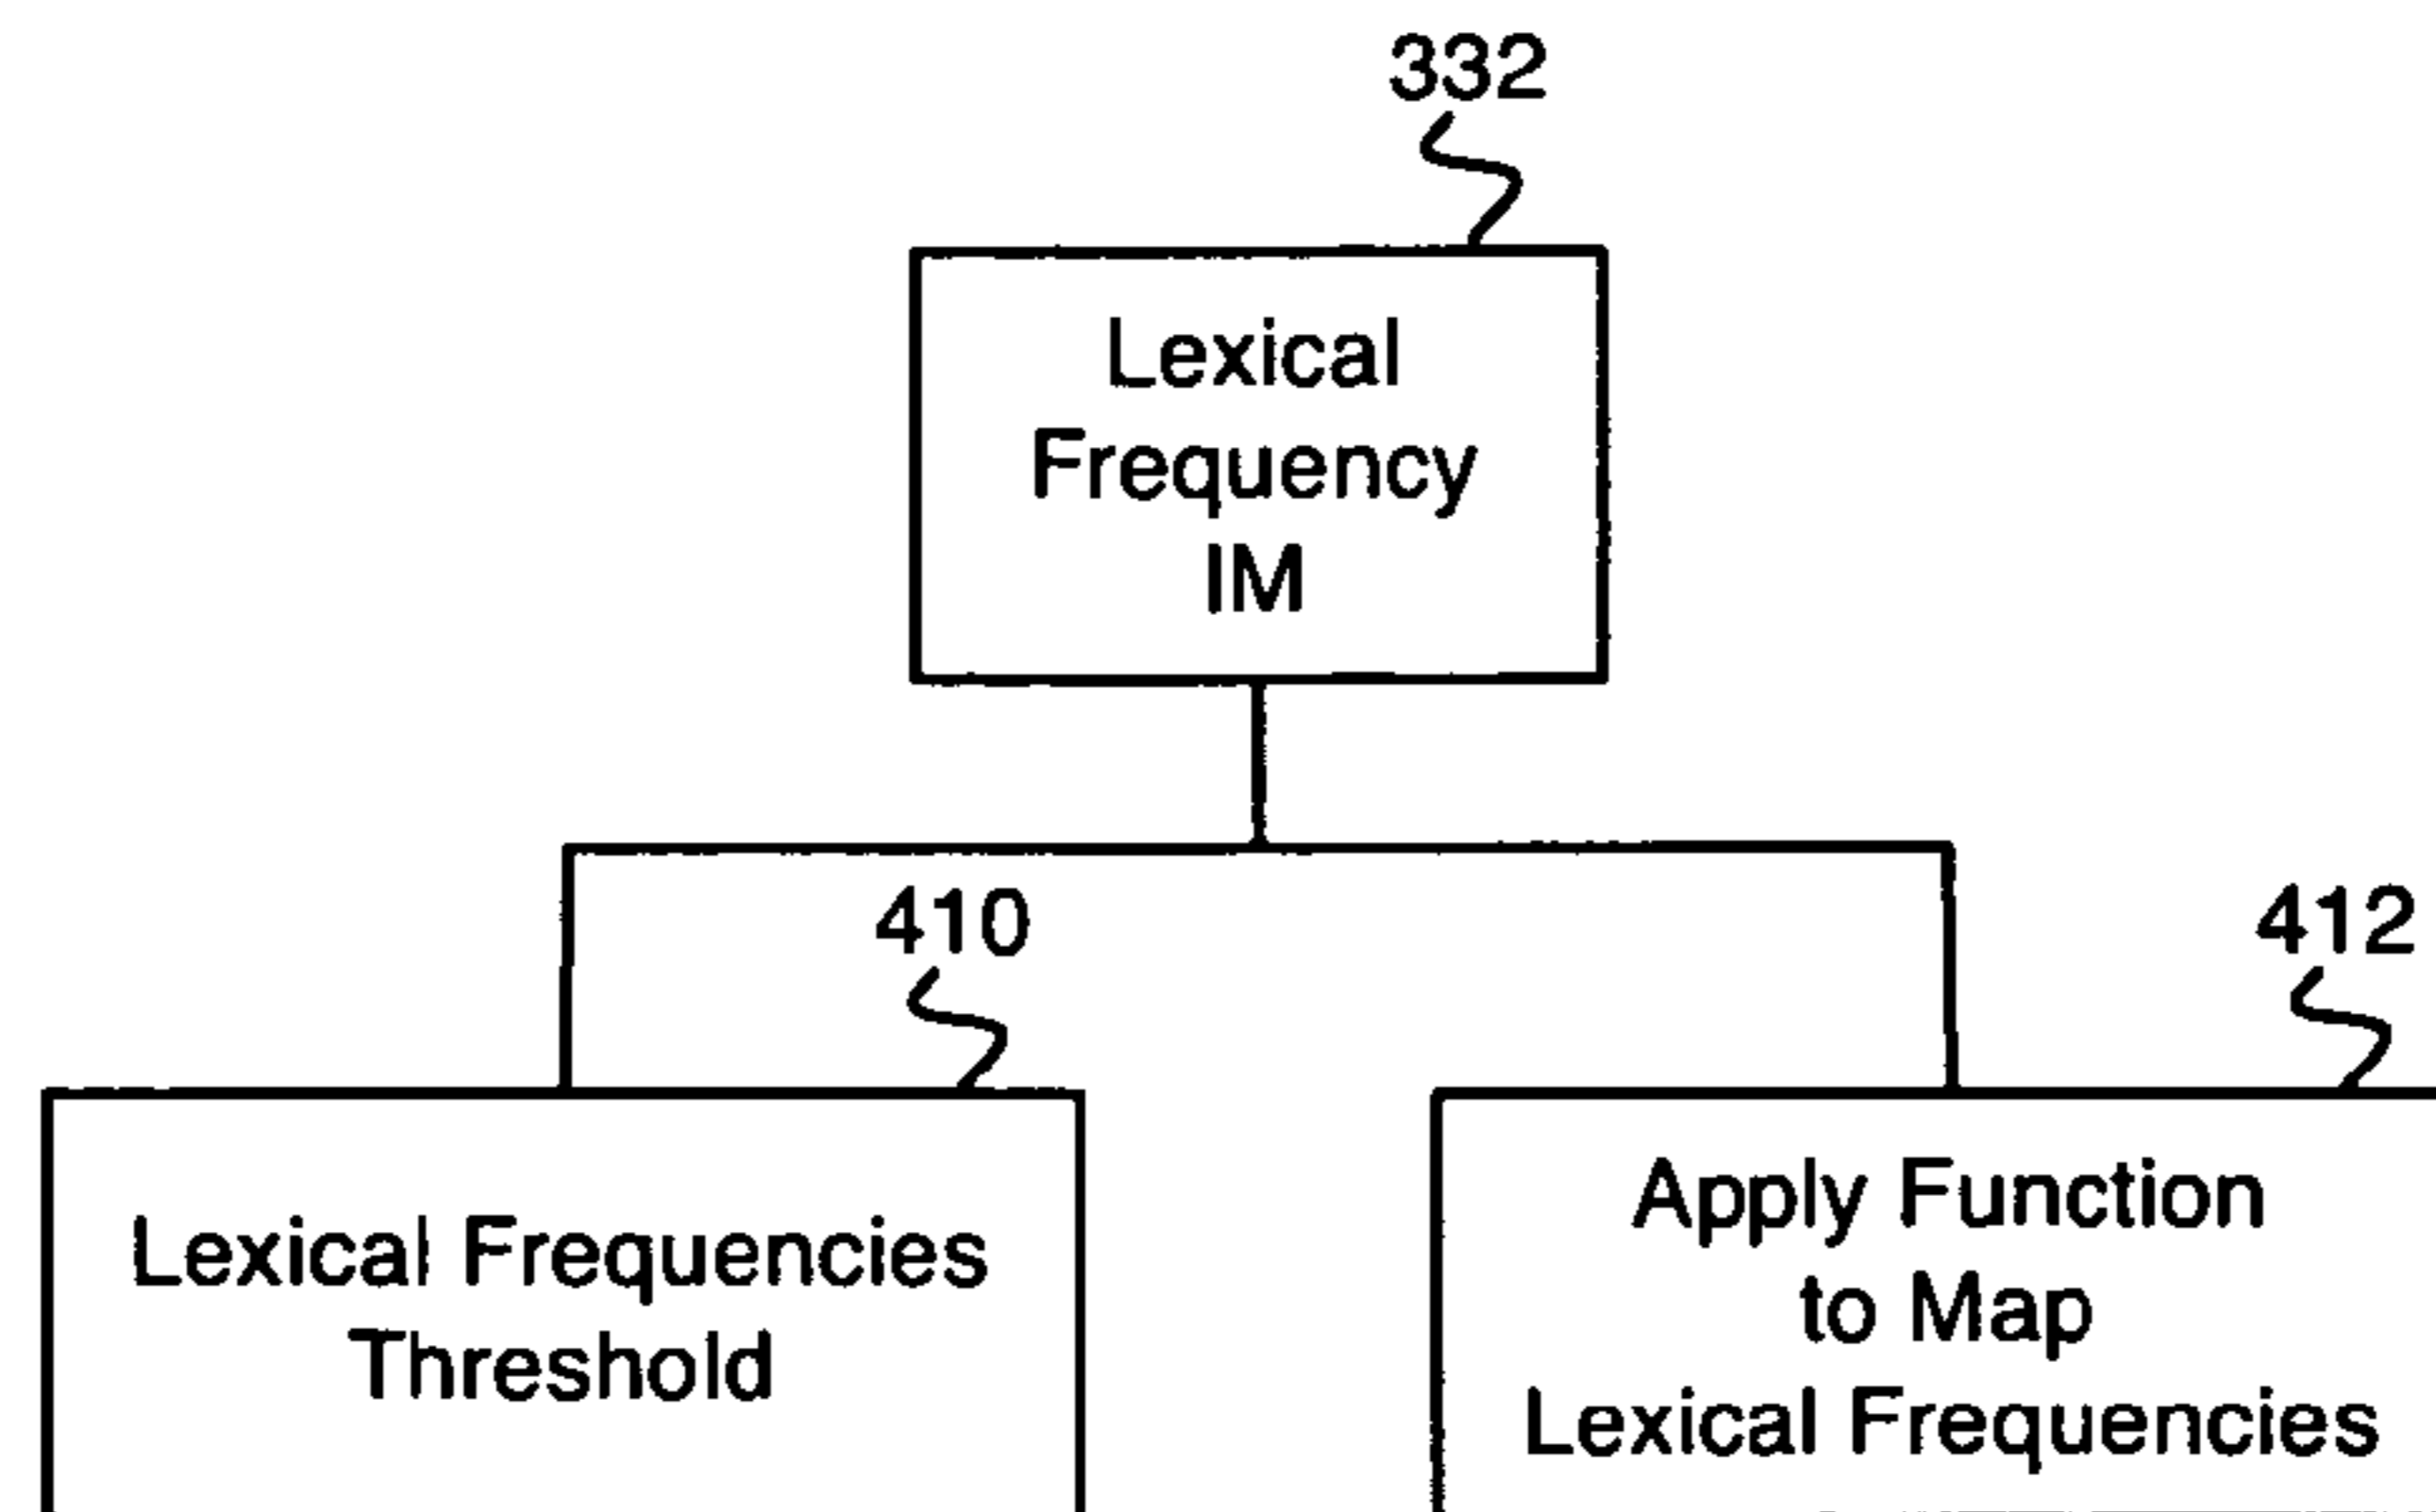 332
Lexical
Frequency
IM
410
412
Lexical Frequencies
Threshold
Apply Function
to Map
Lexical Frequencies